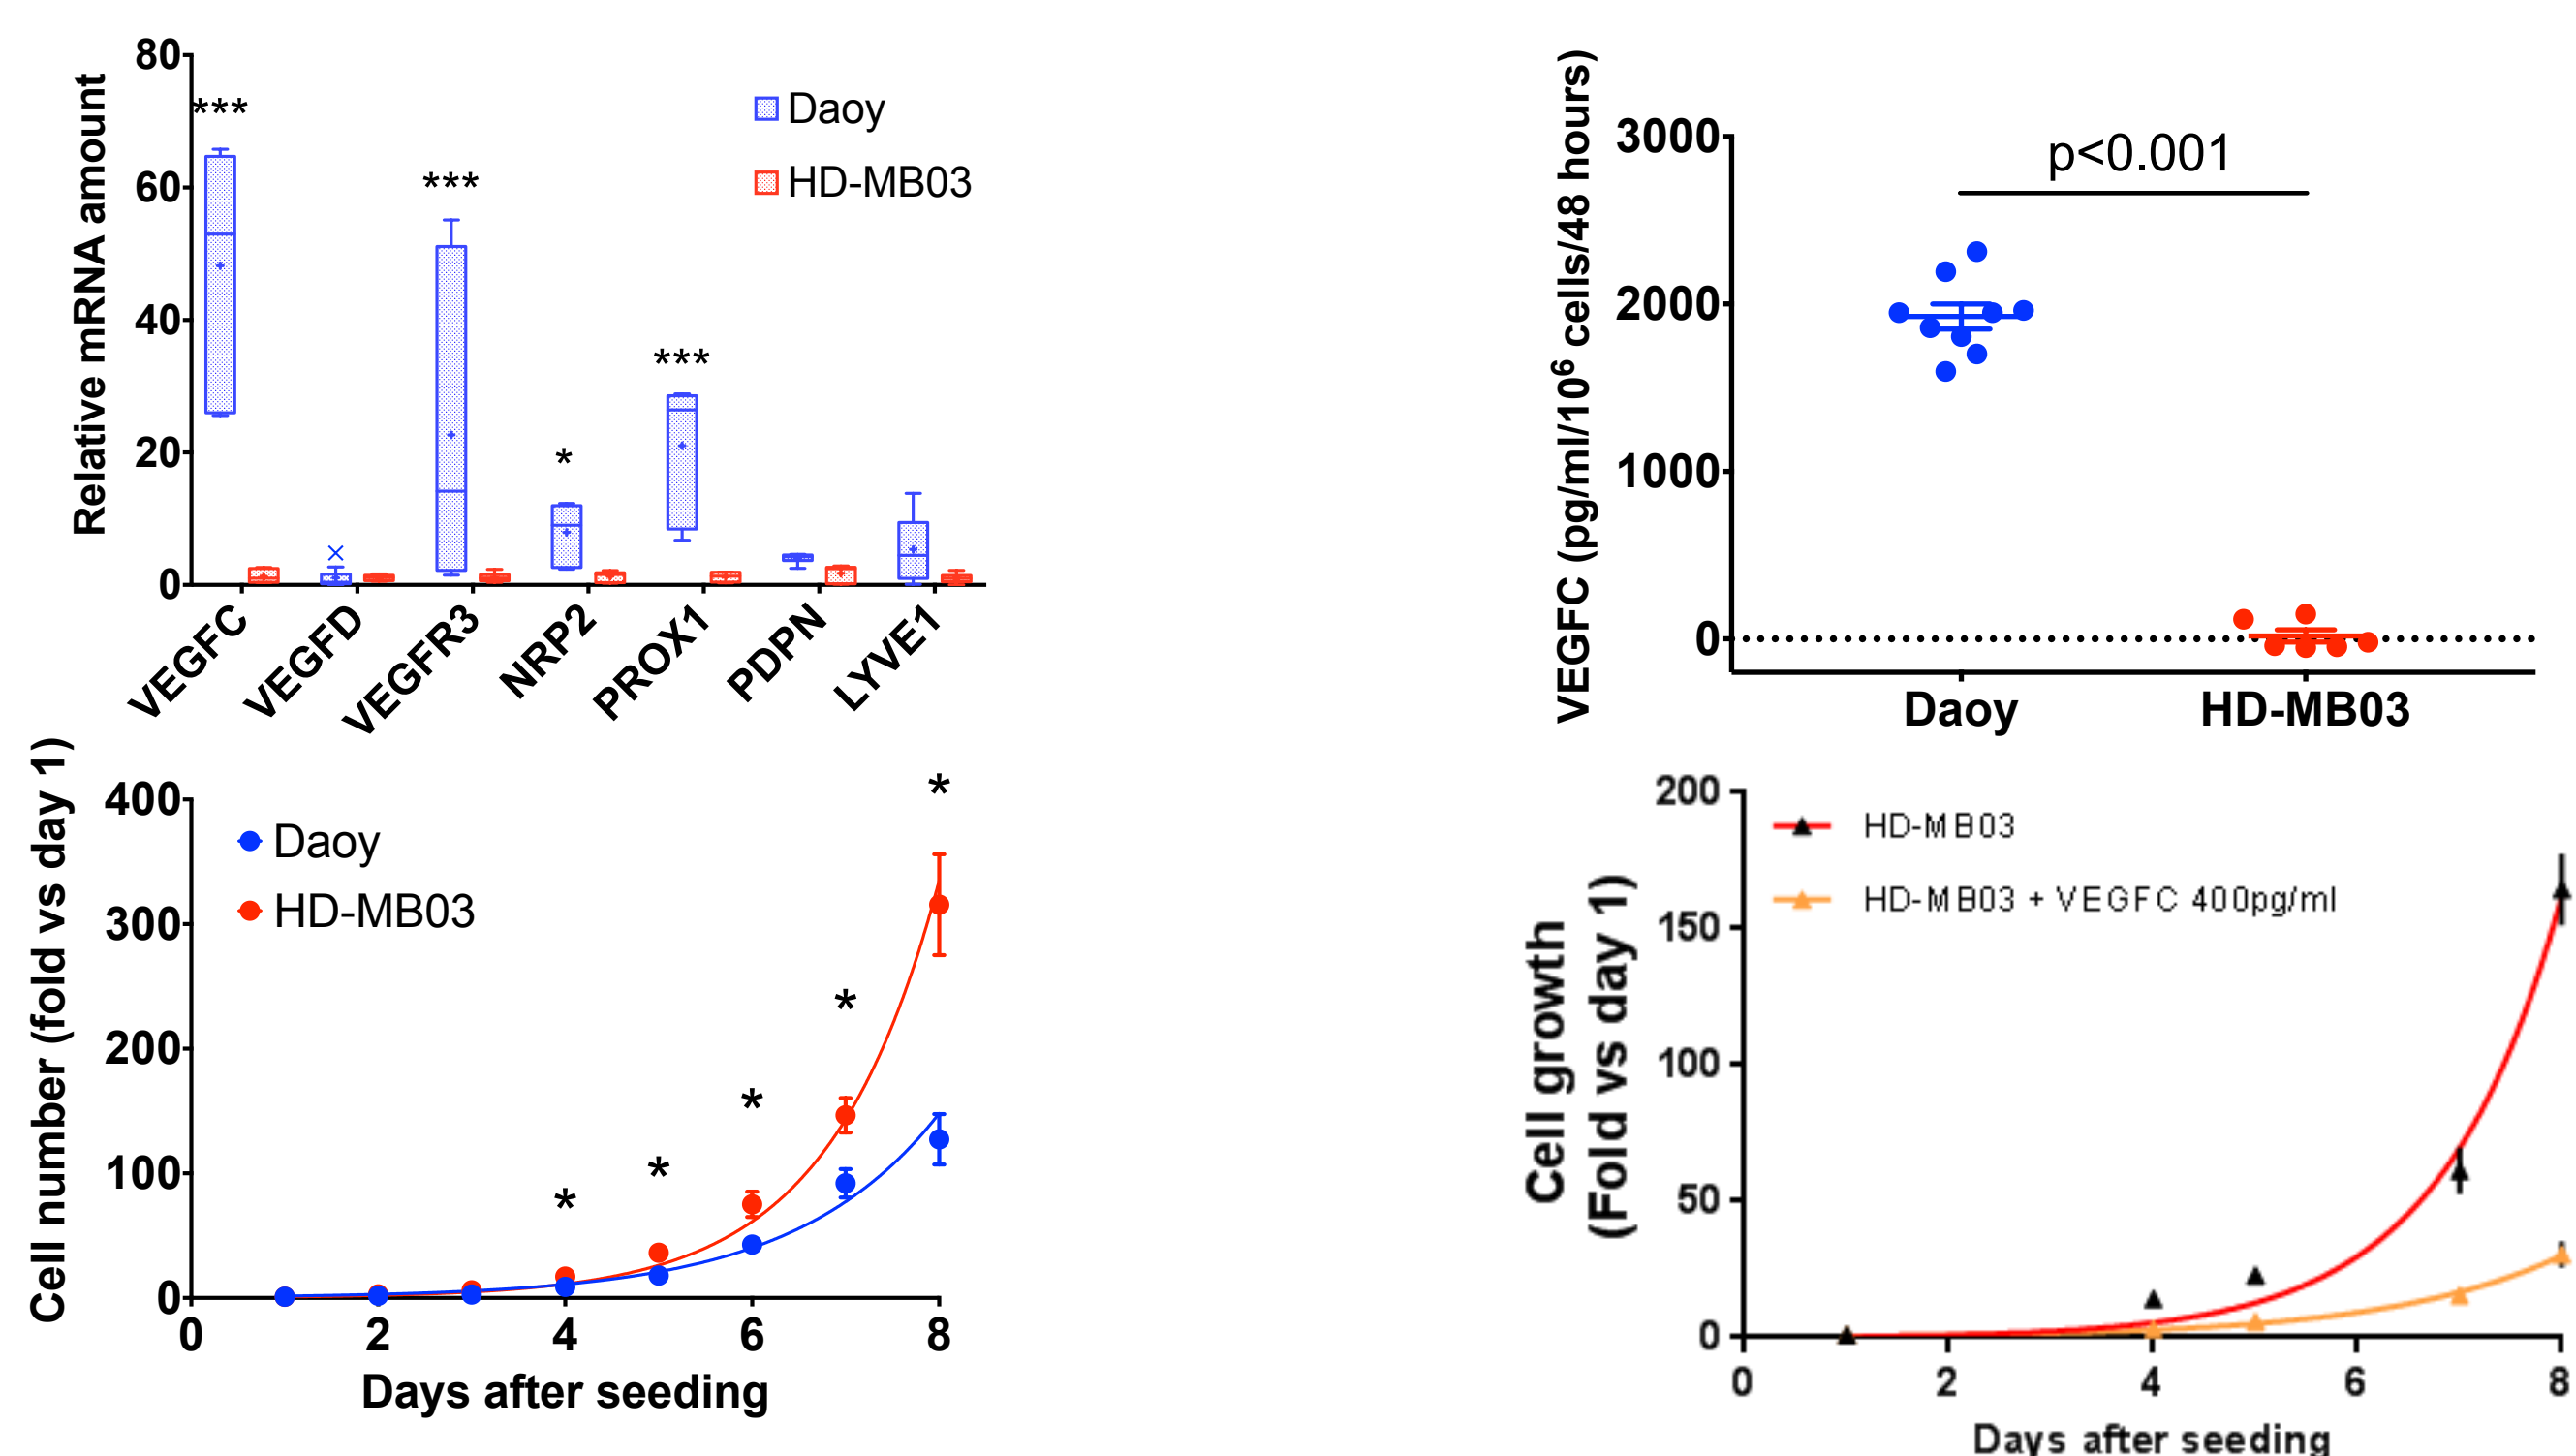 Relative mRNA amount
80
60
40
20
0
***
***
*
***
Daoy
HD-MB03
VEGFC
VEGFD
VEGFR3
NRP2
PROX1
PDPN
LYVE1
VEGFC (pg/ml/10⁶ cells/48 hours)
3000
2000
1000
0
p<0.001
Daoy
HD-MB03
Cell number (fold vs day 1)
400
300
200
100
0
Daoy
HD-MB03
*
*
*
*
*
0 2 4 6 8
Days after seeding
Cell growth
(Fold vs day 1)
200
150
100
50
0
HD-MB03
HD-MB03 + VEGFC 400pg/ml
0 2 4 6 8
Days after seeding